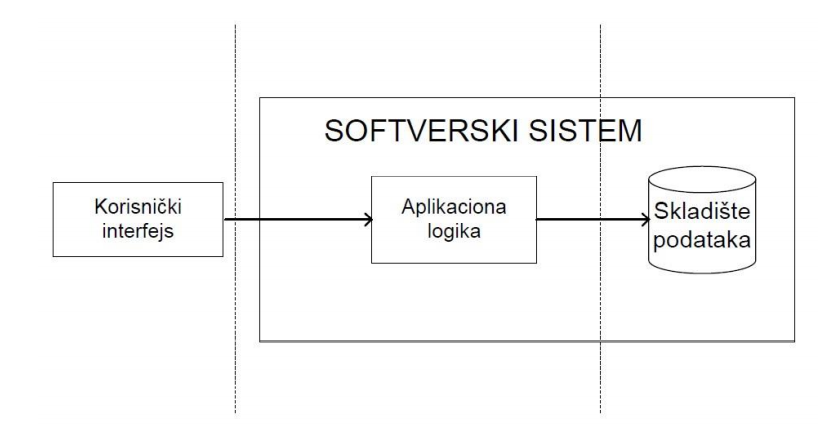 SOFTVERSKI SISTEM
Korisnički
interfejs
Aplikaciona
logika
Skladište
podataka